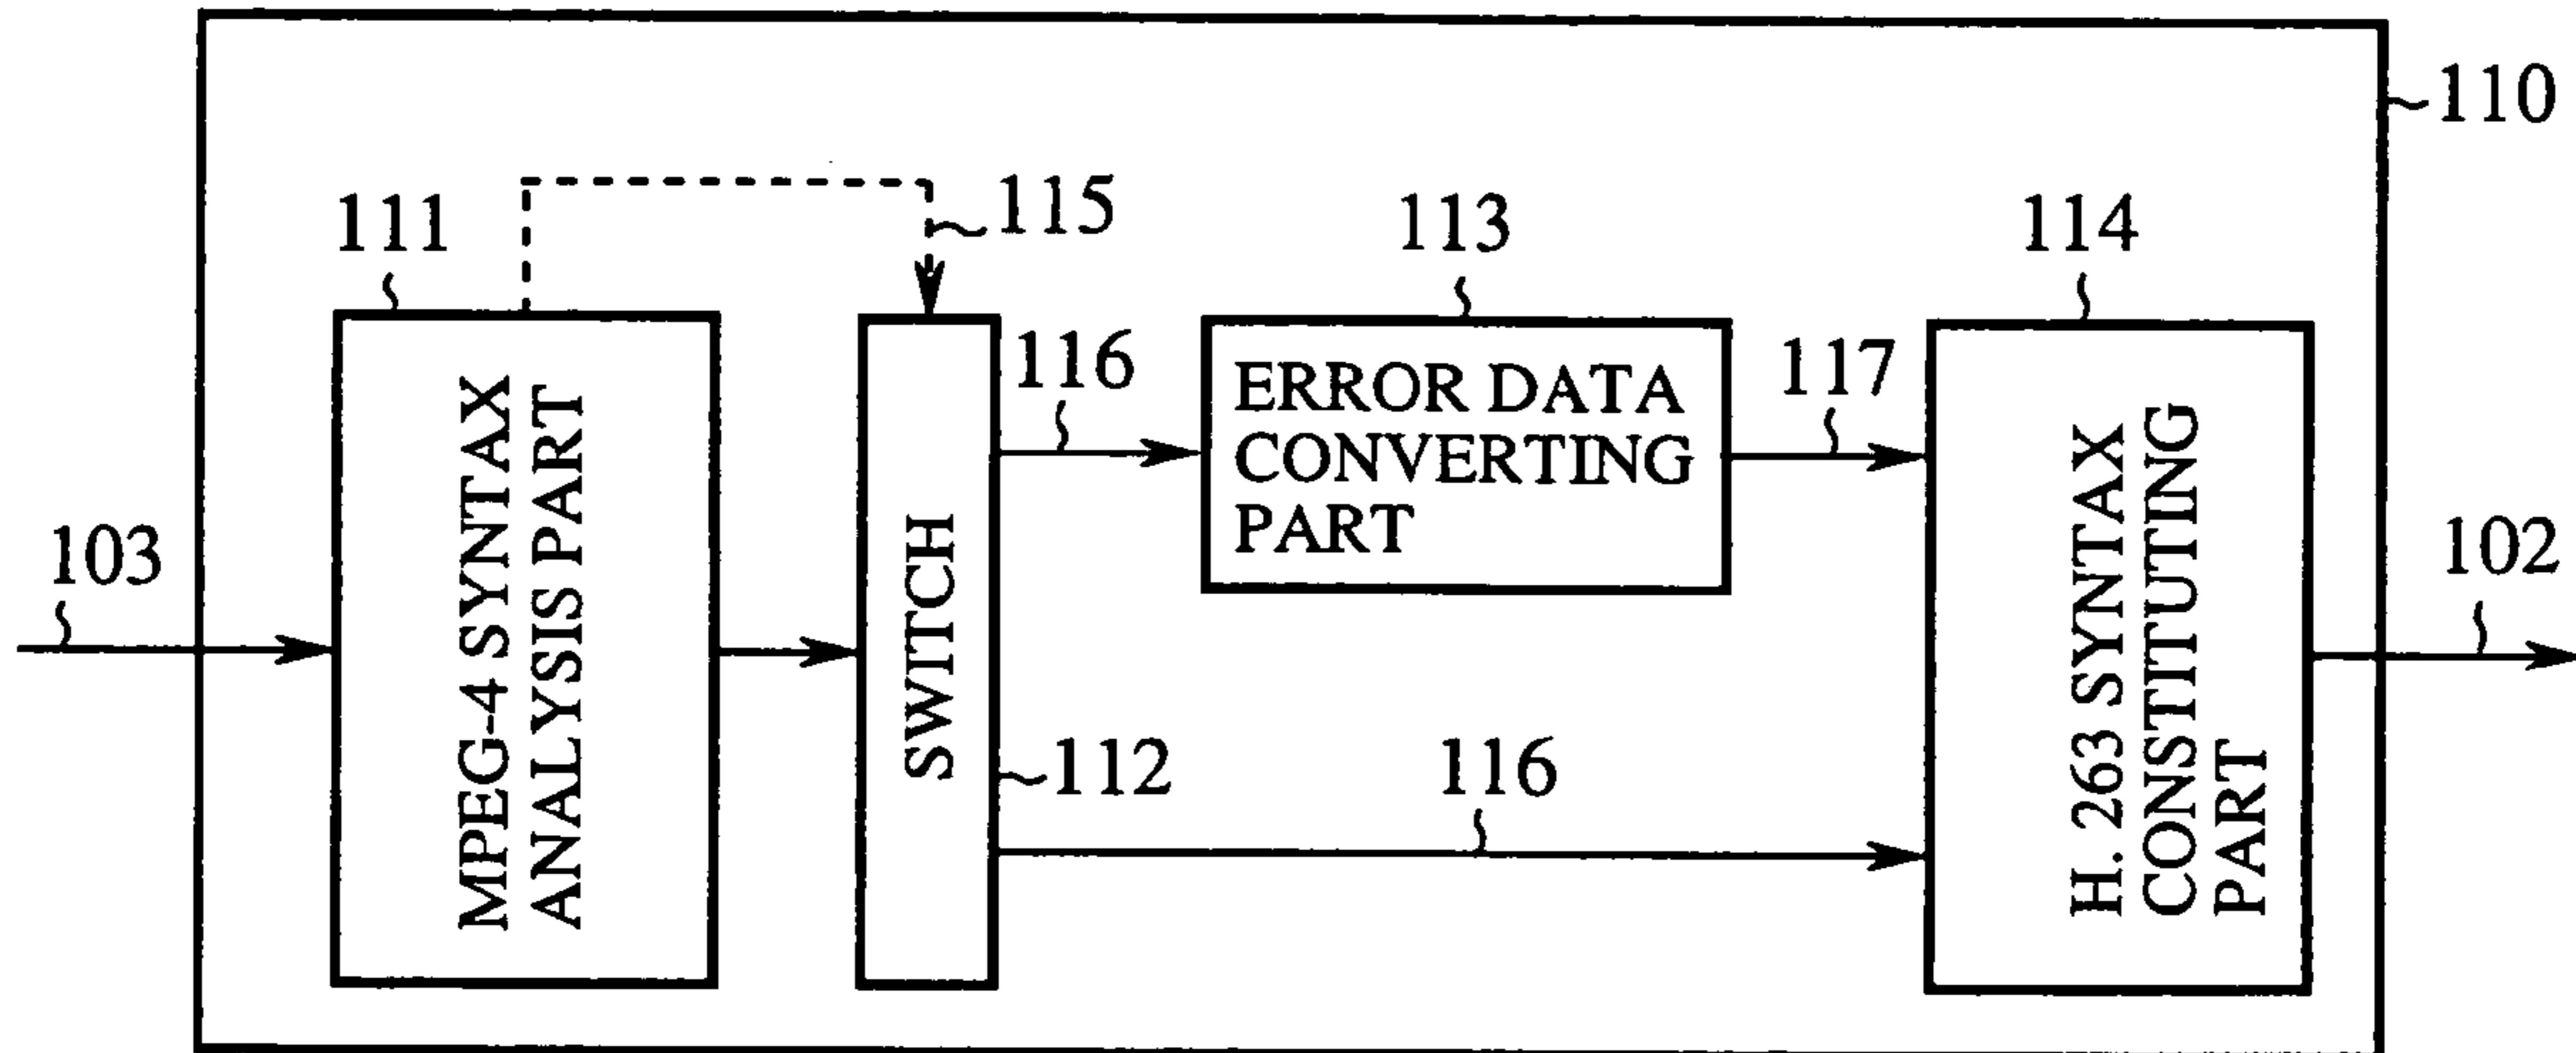 110
111
115
113
114
116
117
103
102
MPEG-4 SYNTAX
ANALYSIS PART
SWITCH
ERROR DATA
CONVERTING
PART
H. 263 SYNTAX
CONSTITUTING
PART
112
116